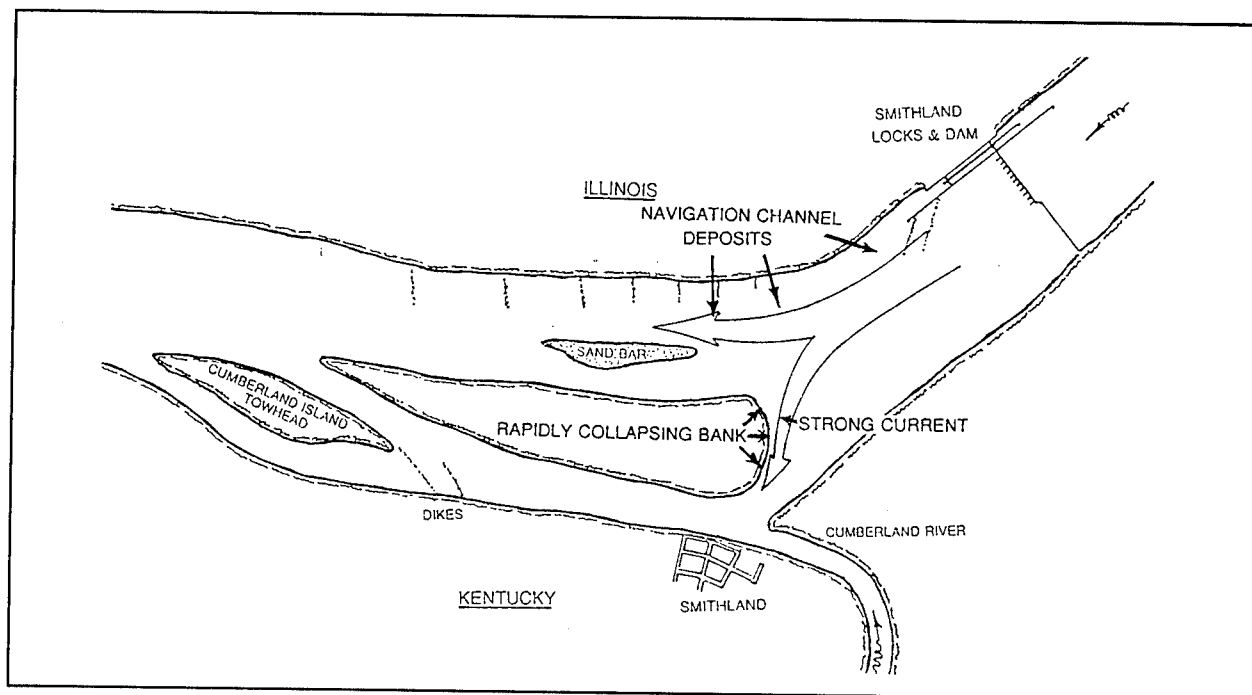 SMITHLAND
LOCKS & DAM
ILLINOIS
NAVIGATION CHANNEL
DEPOSITS
SAND BAR
CUMBERLAND ISLAND
TOWHEAD
RAPIDLY COLLAPSING BANK
STRONG CURRENT
DIKES
CUMBERLAND RIVER
KENTUCKY
SMITHLAND